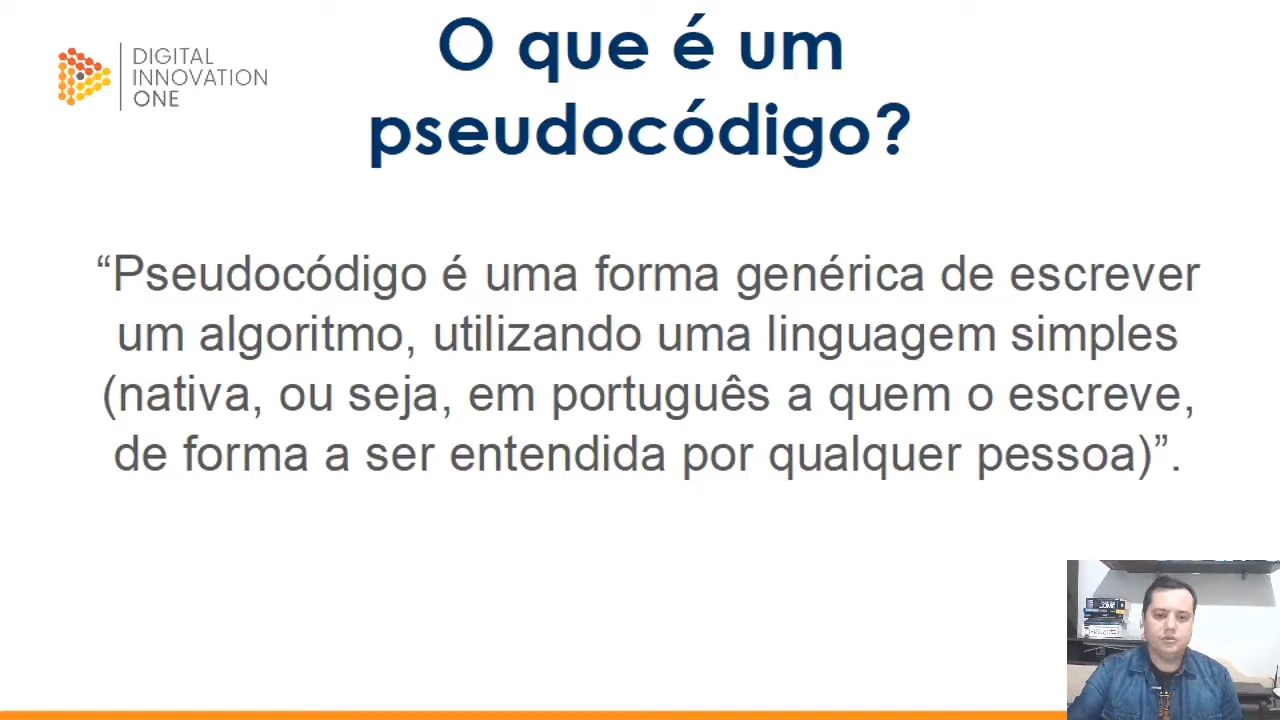 DIGITAL
INNOVATION
ONE
O que é um
pseudocódigo?
“Pseudocódigo é uma forma genérica de escrever
um algoritmo, utilizando uma linguagem simples
(nativa, ou seja, em português a quem o escreve,
de forma a ser entendida por qualquer pessoa)”.